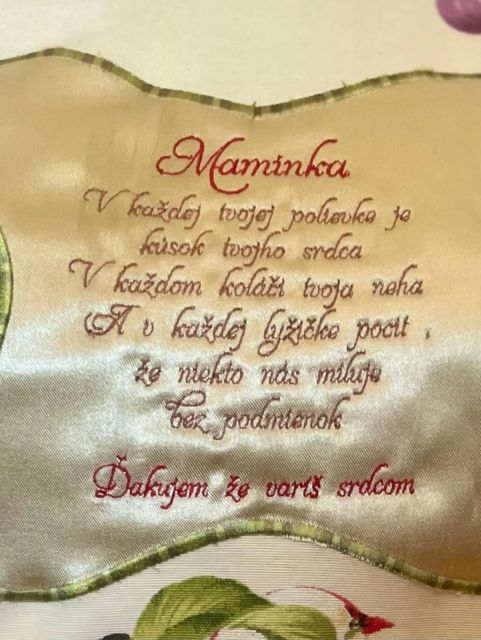 Maminka
V každej tvojej polievke je
kúsok tvojho srdca
V každom koláči tvoja neha
A v každej lyžičke pocit,
že niekto nás miluje
bez podmienok
Ďakujem že varíš srdcom